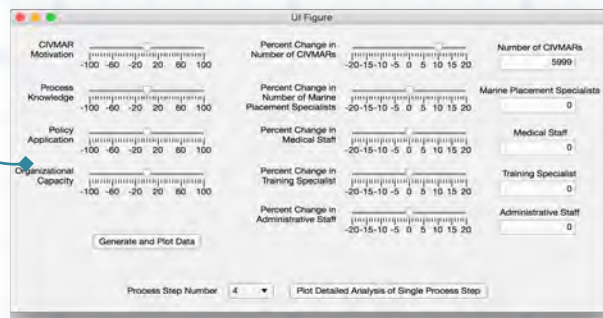 UI Figure
CIVMAR
Motivation
-100 -60 -20 20 60 100
Process
Knowledge
-100 -60 -20 20 60 100
Policy
Application
-100 -60 -20 20 60 100
Organizational
Capacity
-100 -60 -20 20 60 100
Generate and Plot Data
Percent Change in
Number of CIVMARs
-20-15-10 -5 0 5 10 15 20
Percent Change in
Number of Marine
Placement Specialists
-20-15-10 -5 0 5 10 15 20
Percent Change in
Medical Staff
-20-15-10 -5 0 5 10 15 20
Percent Change in
Training Specialist
-20-15-10 -5 0 5 10 15 20
Percent Change in
Administrative Staff
-20-15-10 -5 0 5 10 15 20
Number of CIVMARs
5999
Marine Placement Specialists
0
Medical Staff
0
Training Specialist
0
Administrative Staff
0
Process Step Number 4 Plot Detailed Analysis of Single Process Step